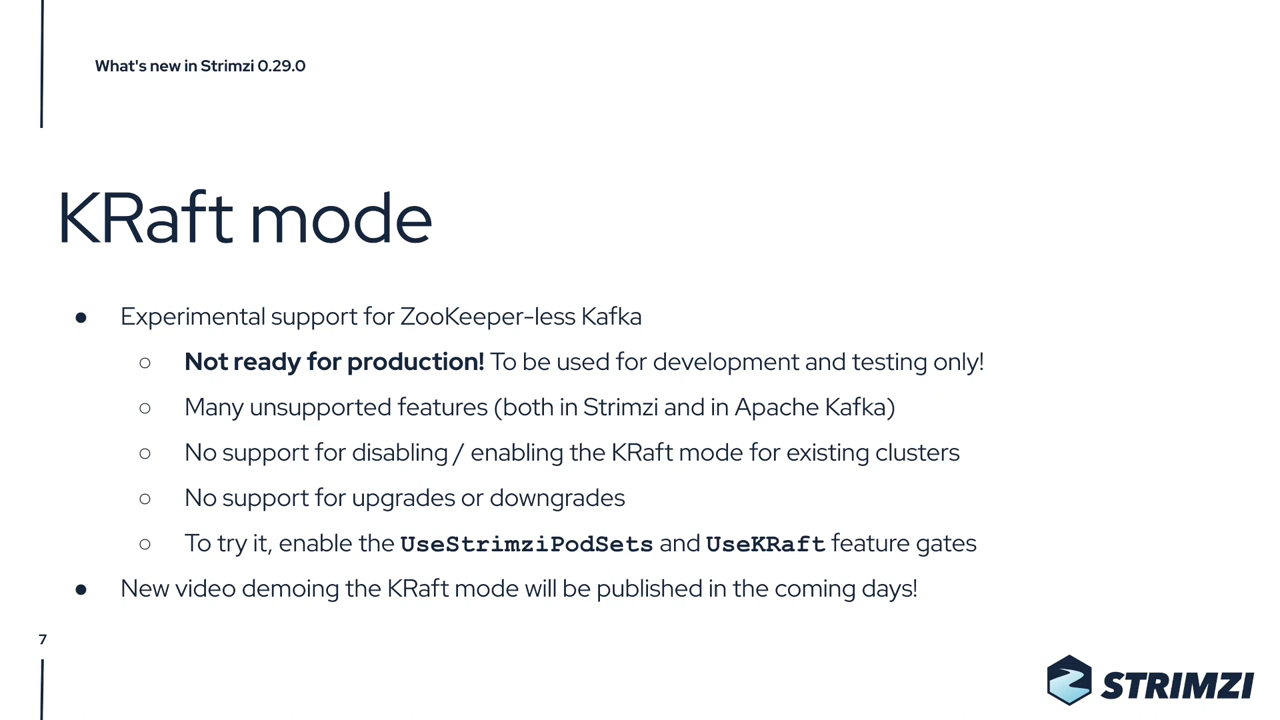 What's new in Strimzi 0.29.0
KRaft mode
● Experimental support for ZooKeeper-less Kafka
○ Not ready for production! To be used for development and testing only!
○ Many unsupported features (both in Strimzi and in Apache Kafka)
○ No support for disabling / enabling the KRaft mode for existing clusters
○ No support for upgrades or downgrades
○ To try it, enable the UseStrimziPodSets and UseKRaft feature gates
● New video demoing the KRaft mode will be published in the coming days!
7
STRIMZI